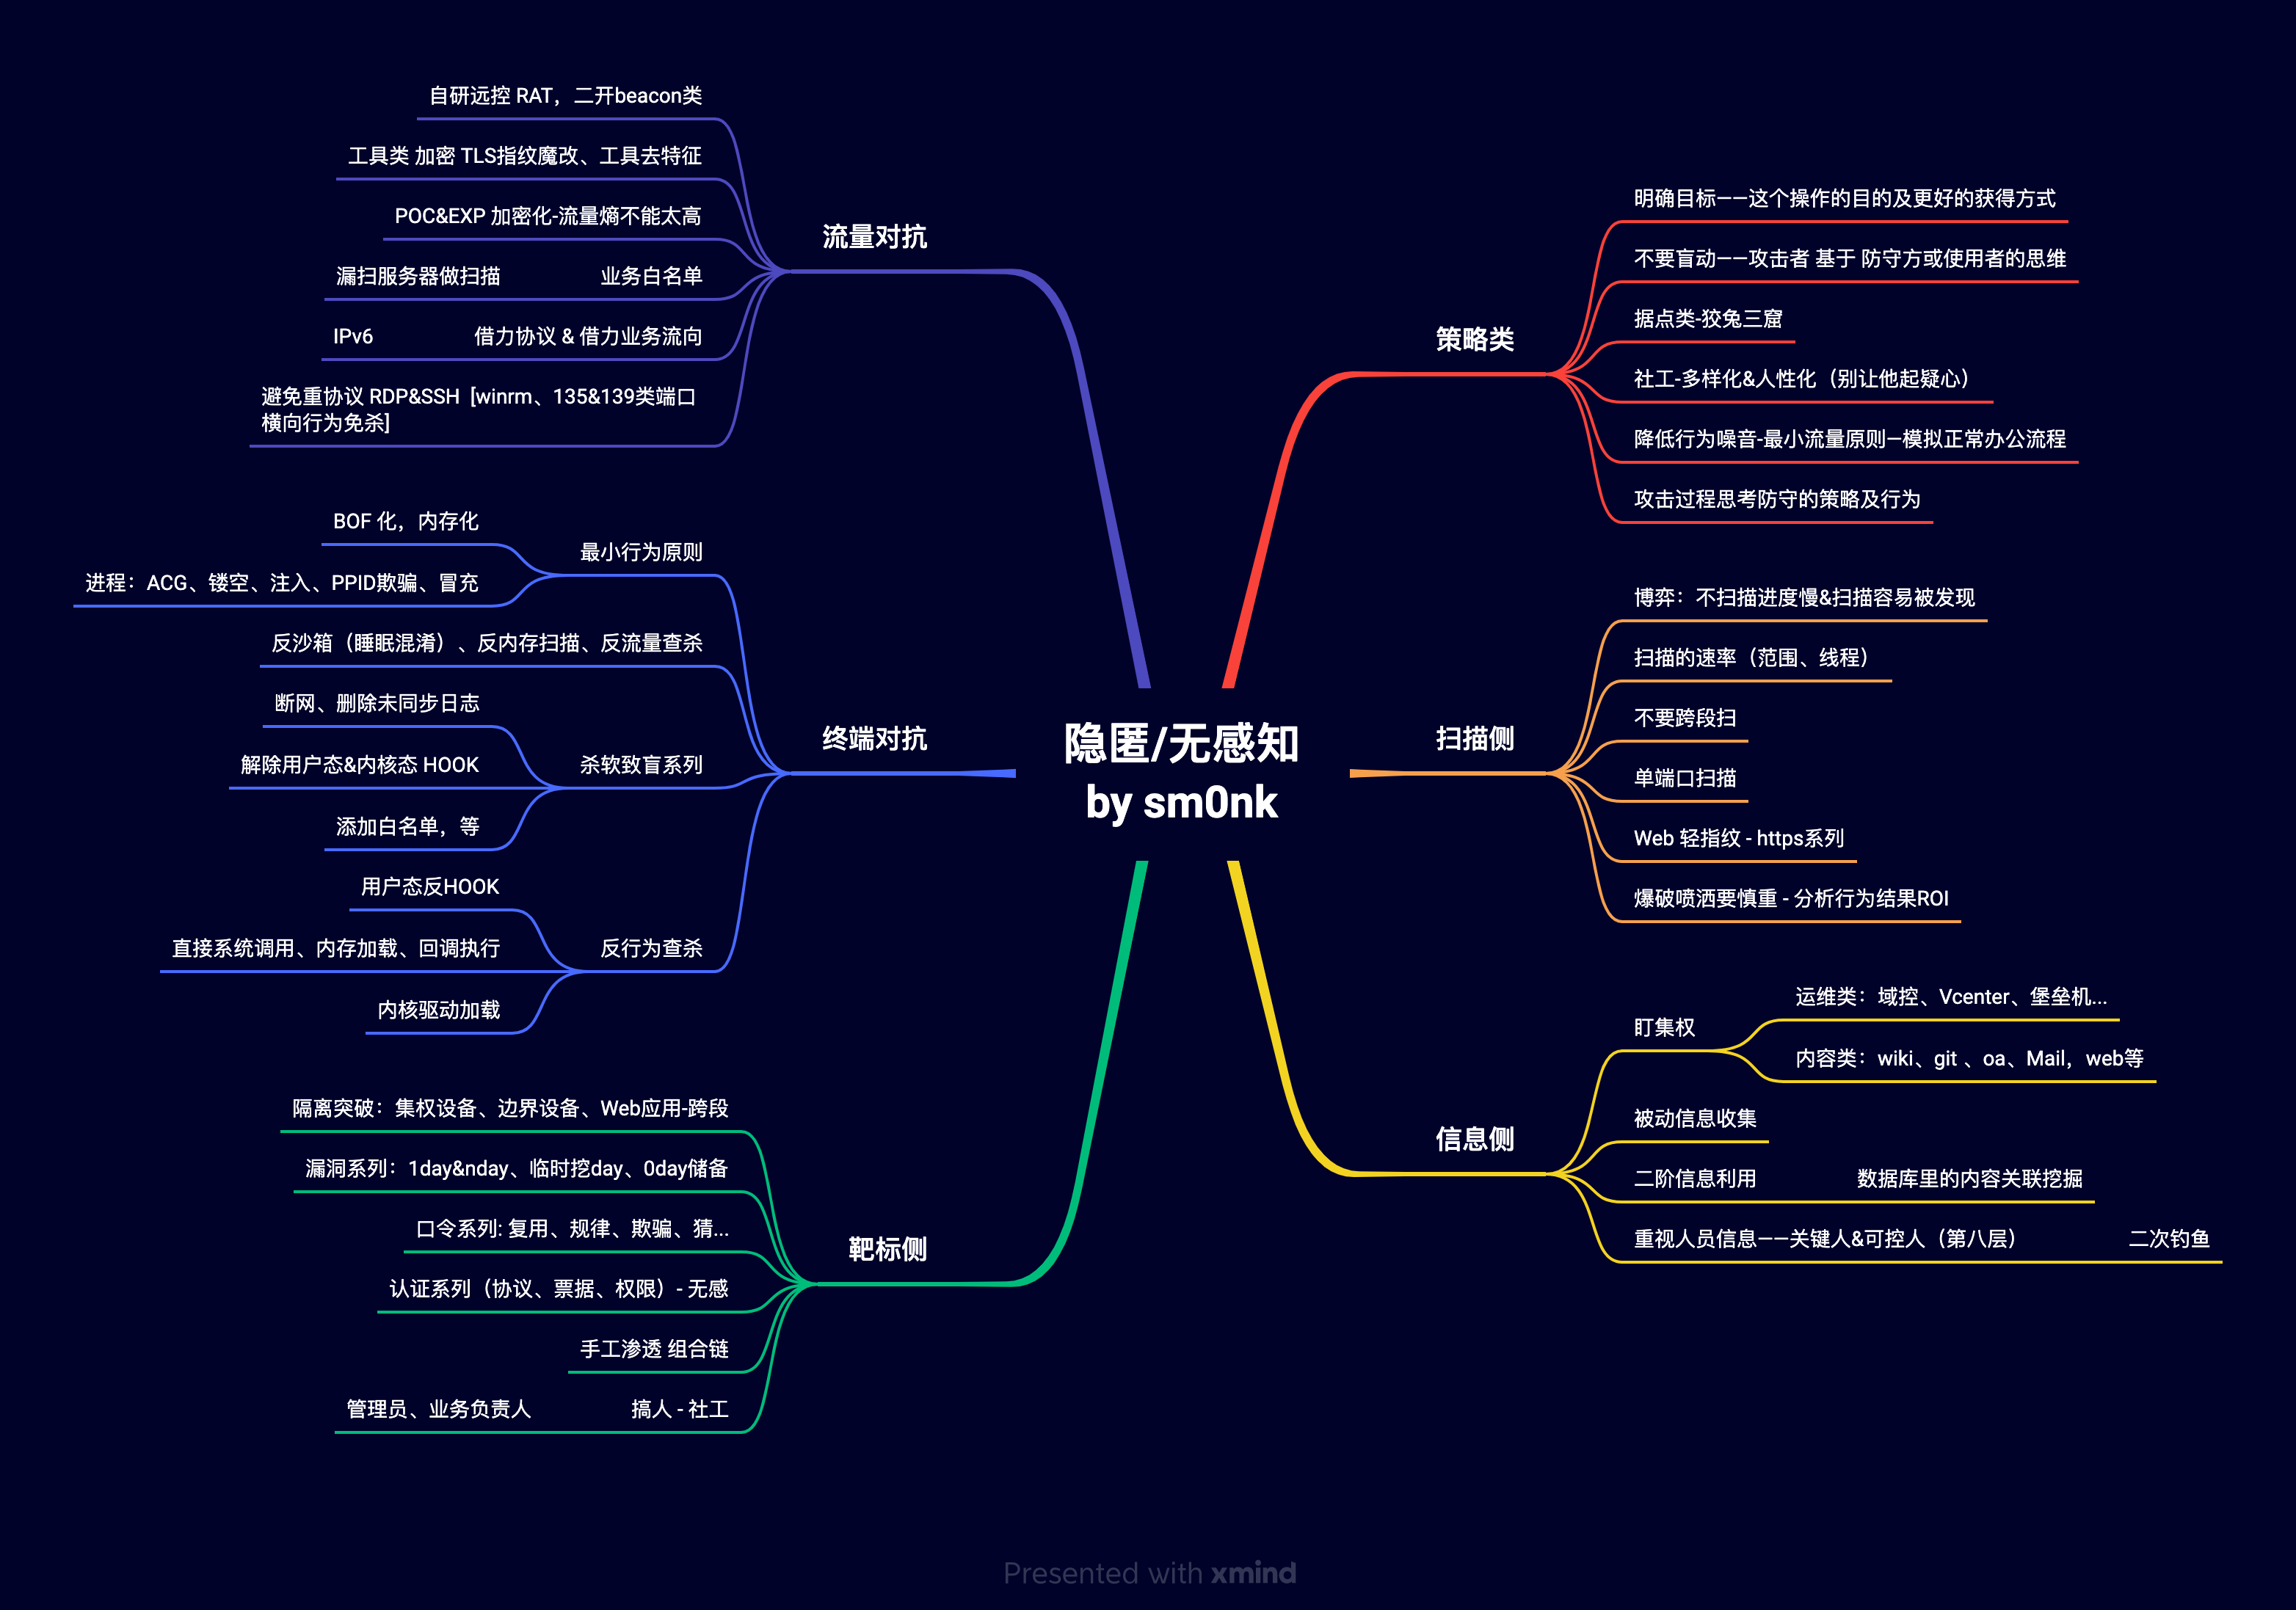 隐匿/无感知
by sm0nk
策略类
明确目标——这个操作的目的及更好的获得方式
不要盲动——攻击者 基于 防守方或使用者的思维
据点类-狡兔三窟
社工-多样化&人性化（别让他起疑心）
降低行为噪音-最小流量原则—模拟正常办公流程
攻击过程思考防守的策略及行为
扫描侧
博弈：不扫描进度慢&扫描容易被发现
扫描的速率（范围、线程）
不要跨段扫
单端口扫描
Web 轻指纹 - https系列
爆破喷洒要慎重 - 分析行为结果ROI
信息侧
盯集权
运维类：域控、Vcenter、堡垒机...
内容类：wiki、git 、oa、Mail，web等
被动信息收集
二阶信息利用
数据库里的内容关联挖掘
重视人员信息——关键人&可控人（第八层）
二次钓鱼
流量对抗
自研远控 RAT，二开beacon类
工具类 加密 TLS指纹魔改、工具去特征
POC&EXP 加密化-流量熵不能太高
业务白名单
漏扫服务器做扫描
借力协议 & 借力业务流向
IPv6
避免重协议 RDP&SSH  [winrm、135&139类端口
横向行为免杀]
终端对抗
最小行为原则
BOF 化，内存化
进程：ACG、镂空、注入、PPID欺骗、冒充
反沙箱（睡眠混淆）、反内存扫描、反流量查杀
杀软致盲系列
断网、删除未同步日志
解除用户态&内核态 HOOK
添加白名单，等
反行为查杀
用户态反HOOK
直接系统调用、内存加载、回调执行
内核驱动加载
靶标侧
隔离突破：集权设备、边界设备、Web应用-跨段
漏洞系列：1day&nday、临时挖day、0day储备
口令系列: 复用、规律、欺骗、猜...
认证系列（协议、票据、权限）- 无感
手工渗透 组合链
搞人 - 社工
管理员、业务负责人
Presented with xmind